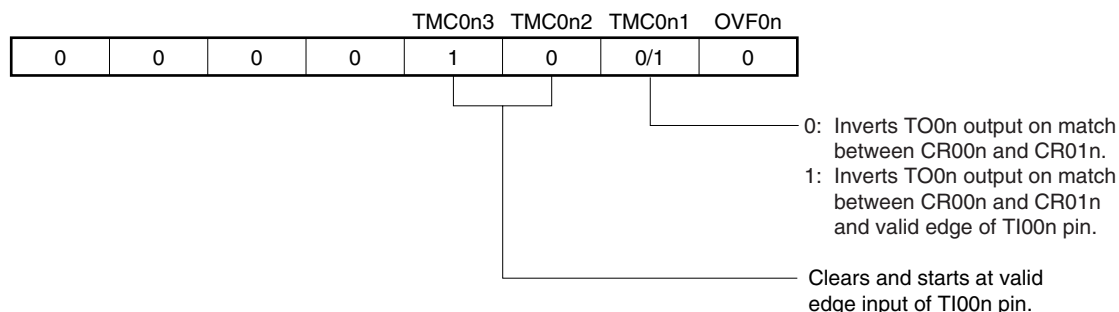 TMC0n3 TMC0n2 TMC0n1 OVF0n
0 0 0 0 1 0 0/1 0
0: Inverts TO0n output on match
between CR00n and CR01n.
1: Inverts TO0n output on match
between CR00n and CR01n
and valid edge of TI00n pin.
Clears and starts at valid
edge input of TI00n pin.